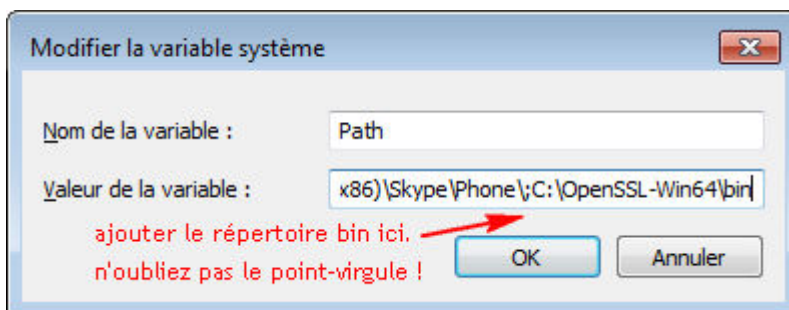 Modifier la variable système
Nom de la variable :
Path
Valeur de la variable :
x86)\Skype\Phone\;C:\OpenSSL-Win64\bin
ajouter le répertoire bin ici.
n'oubliez pas le point-virgule !
OK
Annuler